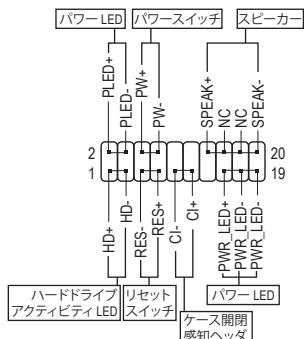 パワー LED
パワースイッチ
スピーカー
PLED+
PLED-
PW+
PW-
SPEAK+
NC
NC
SPEAK-
2
20
1
19
HD+
HD-
RES-
RES+
CI-
CI+
PWR_LED+
PWR_LED-
PWR_LED-
ハードドライブ
アクティビティ LED
リセット
スイッチ
ケース開閉
感知ヘッダ
パワー LED